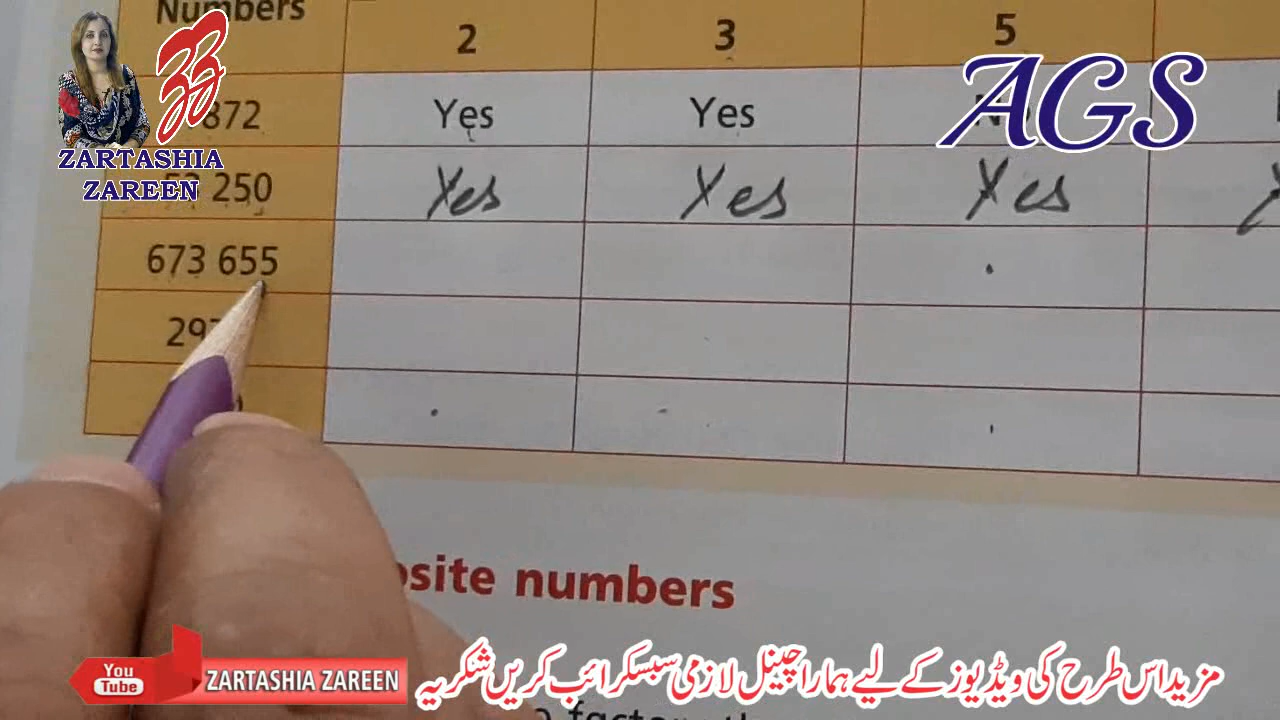 Numbers
2 3 5
872 Yes Yes
250 Yes Yes Yes
673 655
ZARTASHIA
ZAREEN
AGS
osite numbers
You
Tube
ZARTASHIA ZAREEN
مزید اس طرح کی ویڈیوز کے لیے ہمارا چینل لازمی سبسکرائب کریں شکریہ